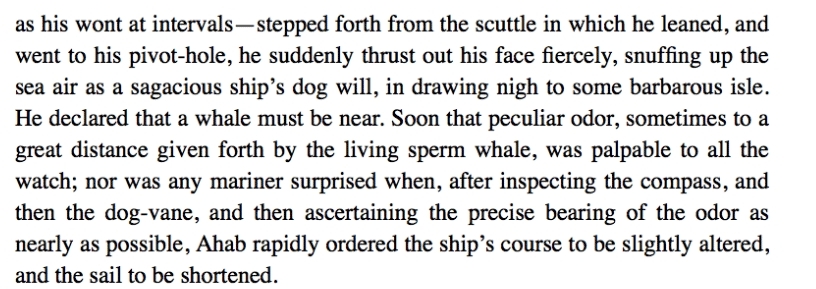 as his wont at intervals—stepped forth from the scuttle in which he leaned, and
went to his pivot-hole, he suddenly thrust out his face fiercely, snuffing up the
sea air as a sagacious ship’s dog will, in drawing nigh to some barbarous isle.
He declared that a whale must be near. Soon that peculiar odor, sometimes to a
great distance given forth by the living sperm whale, was palpable to all the
watch; nor was any mariner surprised when, after inspecting the compass, and
then the dog-vane, and then ascertaining the precise bearing of the odor as
nearly as possible, Ahab rapidly ordered the ship’s course to be slightly altered,
and the sail to be shortened.